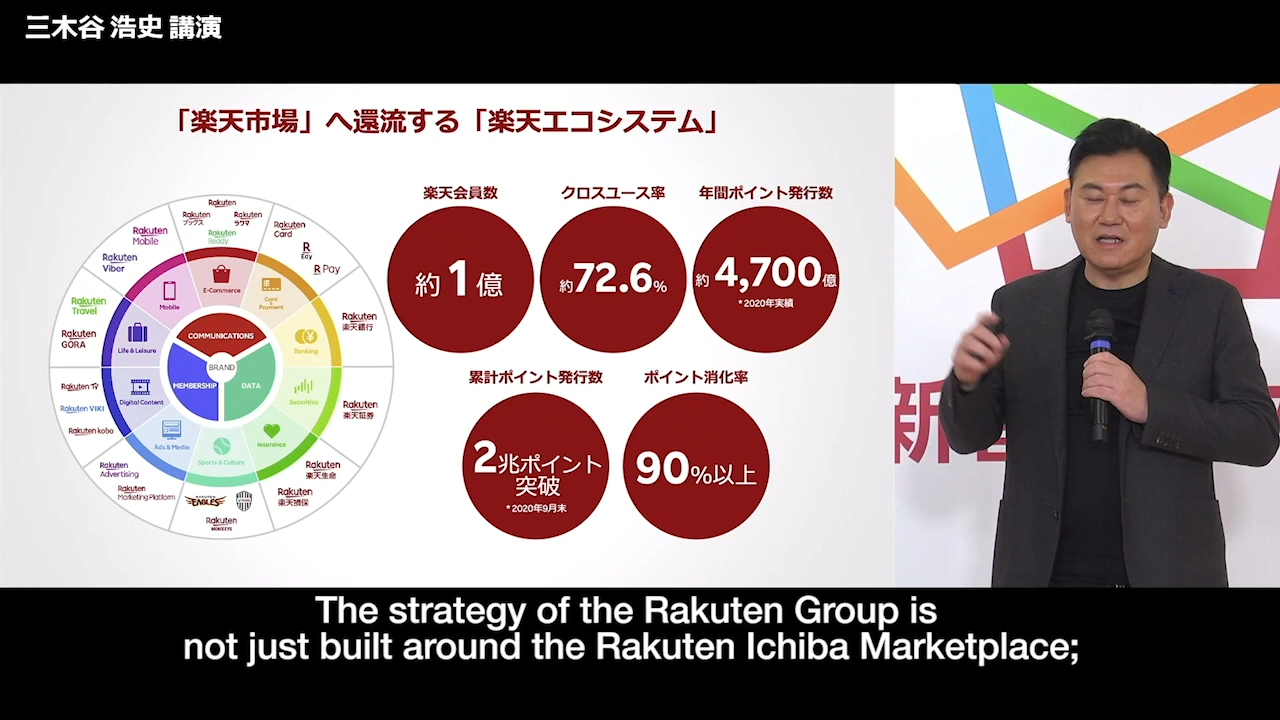 三木谷 浩史 講演
「楽天市場」へ還流する「楽天エコシステム」
楽天会員数
約1億
クロスユース率
約72.6%
年間ポイント発行数
約4,700億
*2020年実績
累計ポイント発行数
2兆ポイント
突破
*2020年9月末
ポイント消化率
90%以上
Rakuten
Rakuten
ブックス
Rakuten
ラクマ
Rakuten
Ready
Rakuten
Card
R
Edy
R Pay
Rakuten
楽天銀行
Rakuten
楽天証券
Rakuten
楽天生命
Rakuten
楽天損保
RAKUTEN
EAGLES
Rakuten
MONKEYS
Rakuten
Marketing Platform
Rakuten
Advertising
Rakuten kobo
Rakuten VIKI
Rakuten TV
Rakuten
GORA
Rakuten
Travel
Rakuten
Viber
Rakuten
Mobile
E-Commerce
Card
&
Payment
Banking
Securities
Insurance
Sports & Culture
Ads & Media
Digital Content
Life & Leisure
Mobile
COMMUNICATIONS
BRAND
MEMBERSHIP
DATA
新
The strategy of the Rakuten Group is
not just built around the Rakuten Ichiba Marketplace;